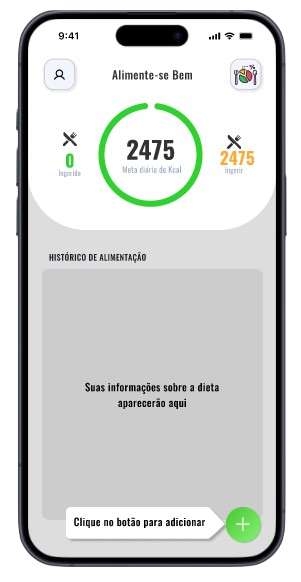 9:41
Alimente-se Bem
0
Ingerido
2475
Meta diária de Kcal
2475
Ingerir
HISTÓRICO DE ALIMENTAÇÃO
Suas informações sobre a dieta
aparecerão aqui
Clique no botão para adicionar